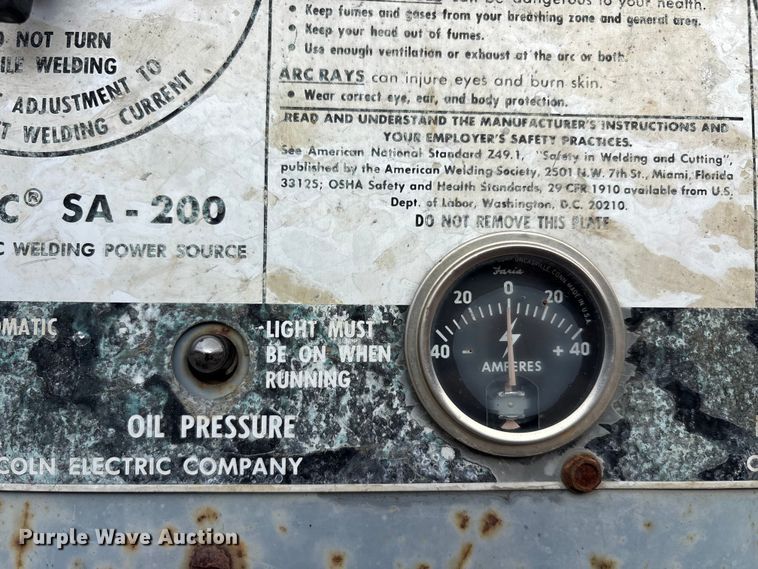 NOT TURN
WELDING
ADJUSTMENT TO
WELDING CURRENT
C® SA - 200
WELDING POWER SOURCE
can be dangerous to your health.
• Keep fumes and gases from your breathing zone and general area.
• Keep your head out of fumes.
• Use enough ventilation or exhaust at the arc or both.
ARC RAYS can injure eyes and burn skin.
• Wear correct eye, ear, and body protection.
READ AND UNDERSTAND THE MANUFACTURER'S INSTRUCTIONS AND
YOUR EMPLOYER'S SAFETY PRACTICES.
See American National Standard Z49.1, "Safety in Welding and Cutting",
published by the American Welding Society, 2501 N.W. 7th St., Miami, Florida
33125; OSHA Safety and Health Standards, 29 CFR 1910 available from U.S.
Dept. of Labor, Washington, D.C. 20210.
DO NOT REMOVE THIS PLATE
OMATIC
LIGHT MUST
BE ON WHEN
RUNNING
OIL PRESSURE
COLN ELECTRIC COMPANY
UNCASVILLE, CONN. MADE IN U.S.A.
Faria
20 0 20
40 - + 40
AMPERES
C
Purple Wave Auction